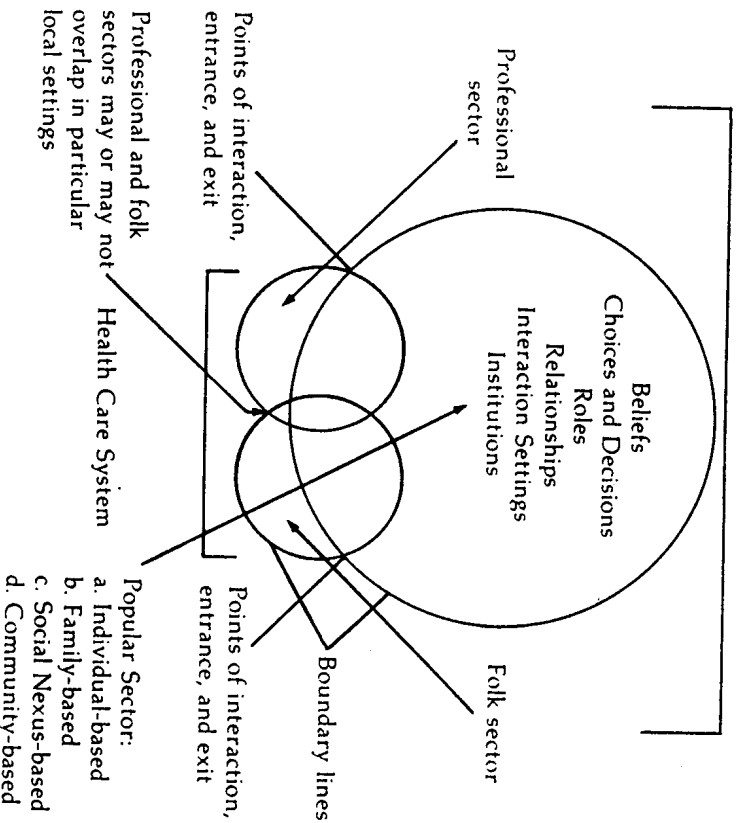 Beliefs
Choices and Decisions
Roles
Relationships
Interaction Settings
Institutions
Professional
sector
Folk sector
Boundary lines
Points of interaction,
entrance, and exit
Points of interaction,
entrance, and exit
Professional and folk
sectors may or may not
overlap in particular
local settings
Health Care System
Popular Sector:
a. Individual-based
b. Family-based
c. Social Nexus-based
d. Community-based